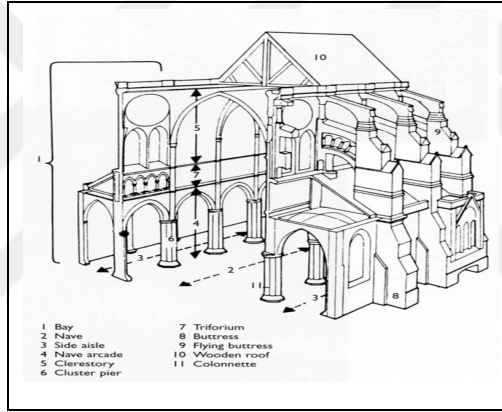 10
9
5
1
7
4
6
3
2
11
3
8
1 Bay
2 Nave
3 Side aisle
4 Nave arcade
5 Clerestory
6 Cluster pier
7 Triforium
8 Buttress
9 Flying buttress
10 Wooden roof
11 Colonnette